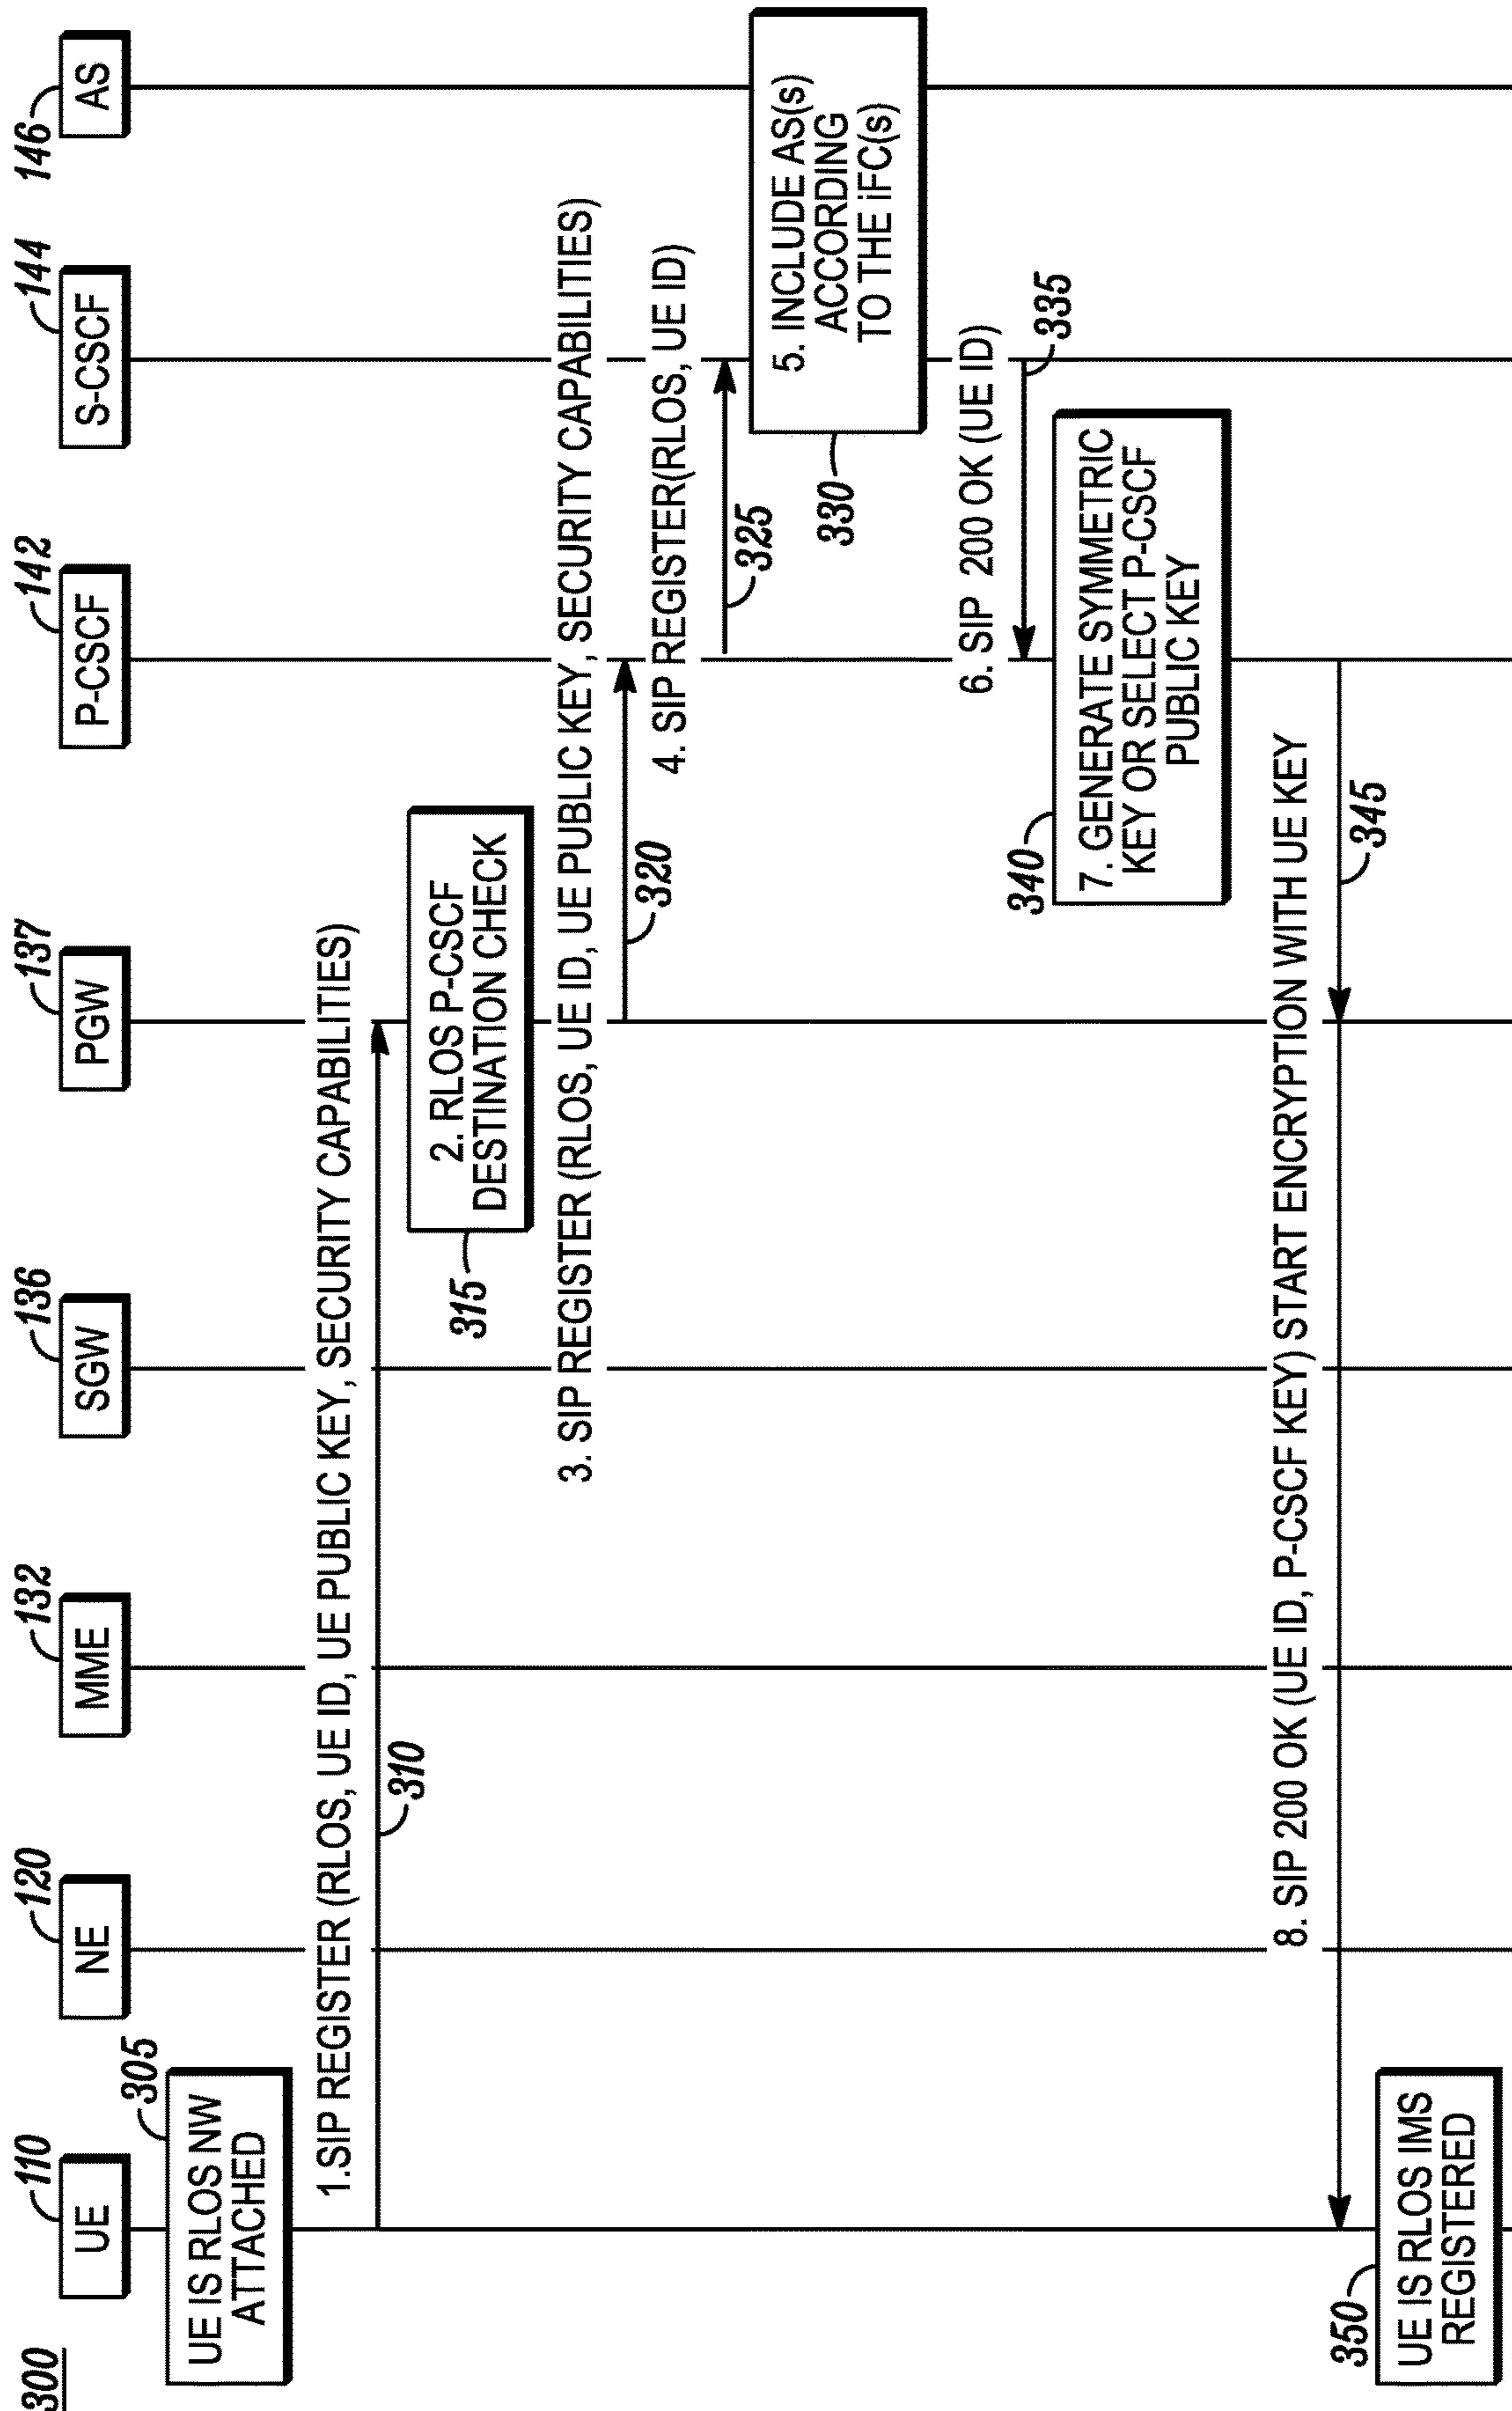 300
110
120
132
136
137
142
144
146
UE
NE
MME
SGW
PGW
P-CSCF
S-CSCF
AS
305
UE IS RLOS NW
ATTACHED
1.SIP REGISTER (RLOS, UE ID, UE PUBLIC KEY, SECURITY CAPABILITIES)
310
2. RLOS P-CSCF
DESTINATION CHECK
315
3. SIP REGISTER (RLOS, UE ID, UE PUBLIC KEY, SECURITY CAPABILITIES)
320
4. SIP REGISTER(RLOS, UE ID)
325
5. INCLUDE AS(s)
ACCORDING
TO THE iFC(s)
330
6. SIP 200 OK (UE ID)
335
7. GENERATE SYMMETRIC
KEY OR SELECT P-CSCF
PUBLIC KEY
340
8. SIP 200 OK (UE ID, P-CSCF KEY) START ENCRYPTION WITH UE KEY
345
350
UE IS RLOS IMS
REGISTERED